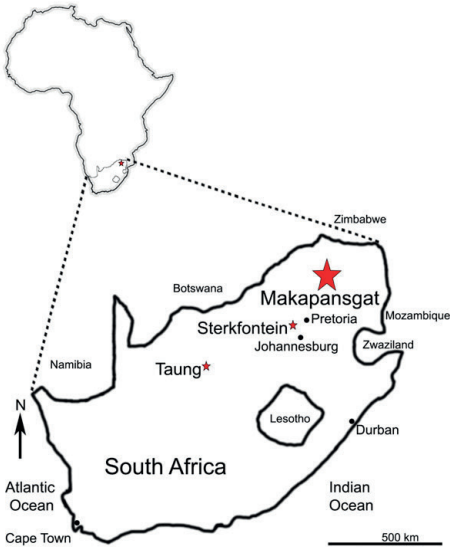 Zimbabwe
Botswana
Makapansgat
Mozambique
Sterkfontein
Pretoria
Johannesburg
Zwaziland
Namibia
Taung
N
Lesotho
Durban
South Africa
Atlantic
Ocean
Indian
Ocean
Cape Town
500 km